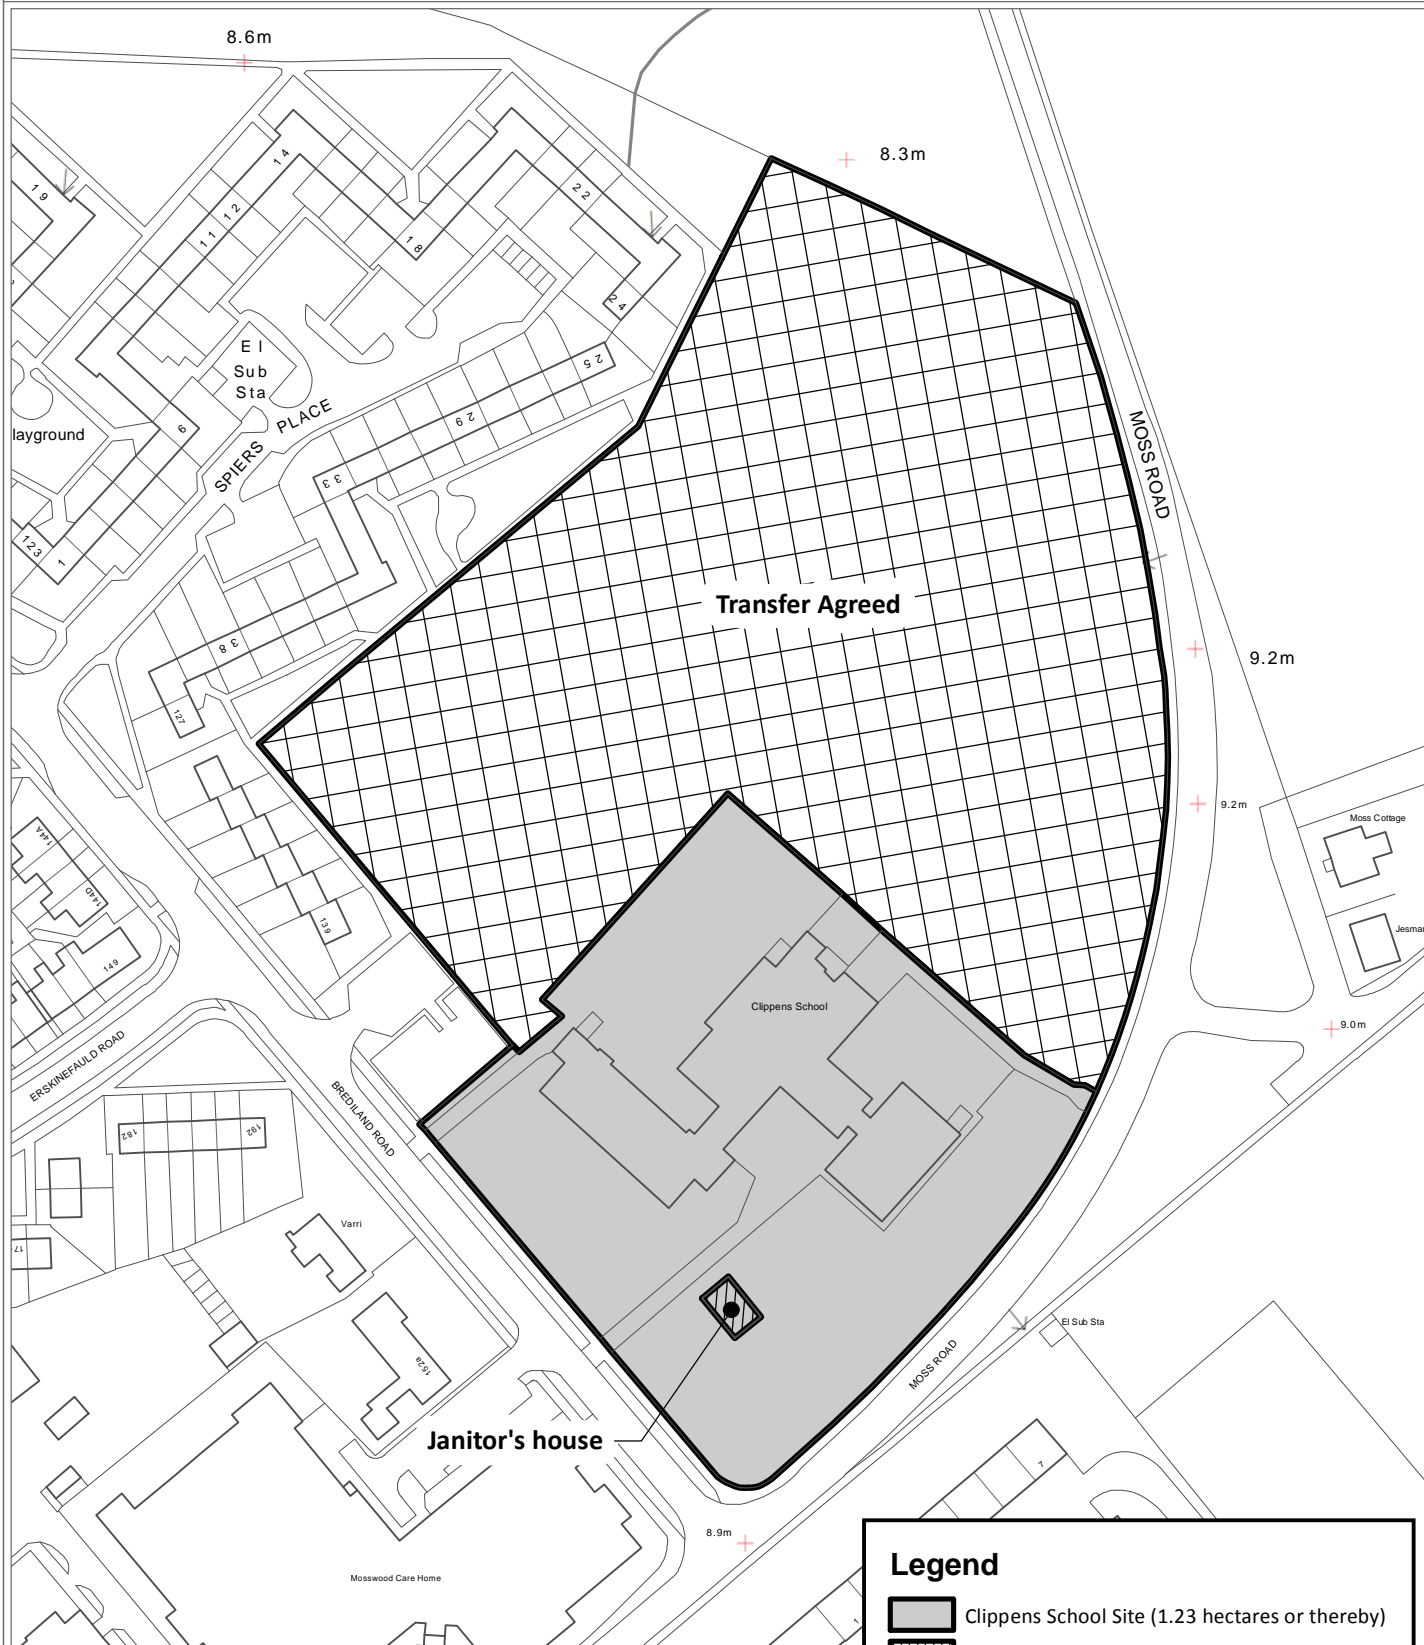 8.6m
8.3m
19
14
12
11
22
18
24
El
Sub
Sta
25
SPIERS PLACE
29
layground
9
33
MOSS ROAD
123
1
Transfer Agreed
38
9.2m
127
9.2m
Moss Cottage
144A
144D
139
Jesmar
149
Clippens School
9.0m
ERSKINEFAULD ROAD
BREDILAND ROAD
182
192
Varri
17
El Sub Sta
152a
MOSS ROAD
Janitor's house
7
8.9m
Legend
Mosswood Care Home
Clippens School Site (1.23 hectares or thereby)
1